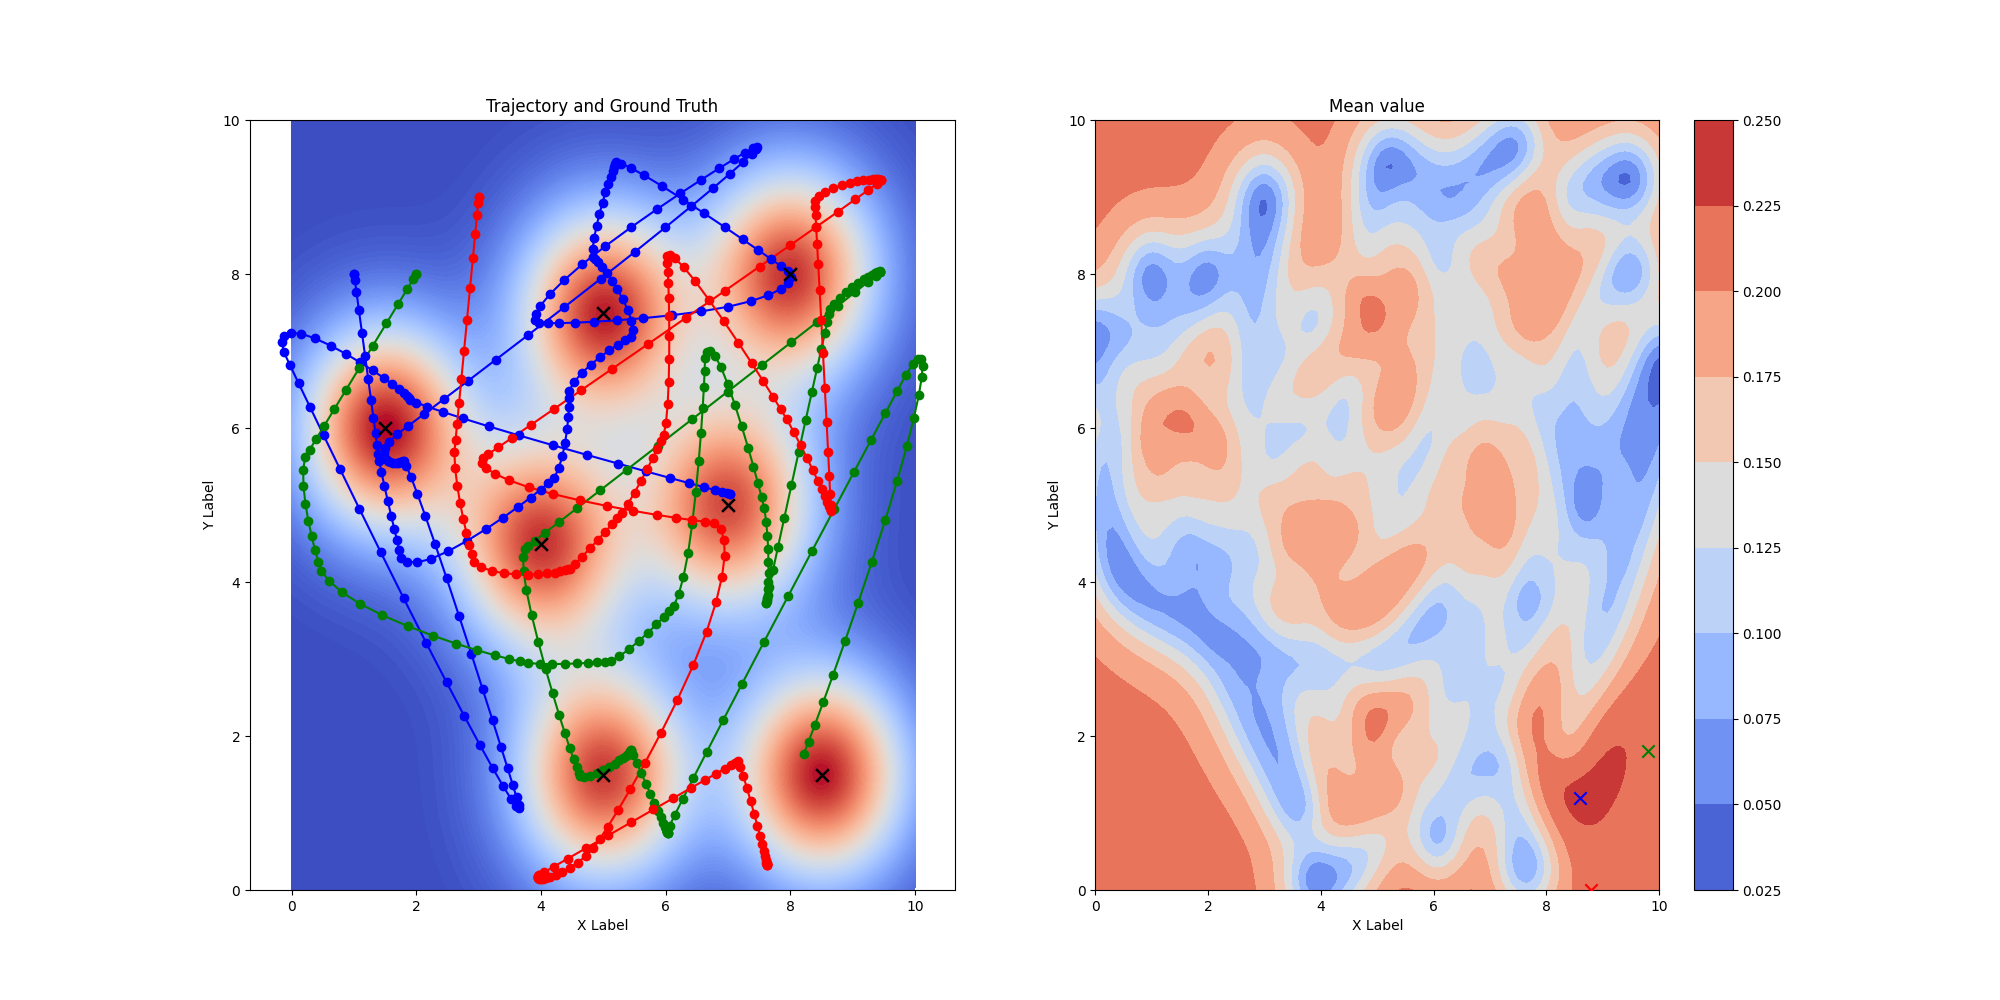 Trajectory and Ground Truth
10
8
6
4
2
0
Y Label
0 2 4 6 8 10
X Label
Mean value
10
8
6
4
2
0
Y Label
0 2 4 6 8 10
X Label
0.250
0.225
0.200
0.175
0.150
0.125
0.100
0.075
0.050
0.025